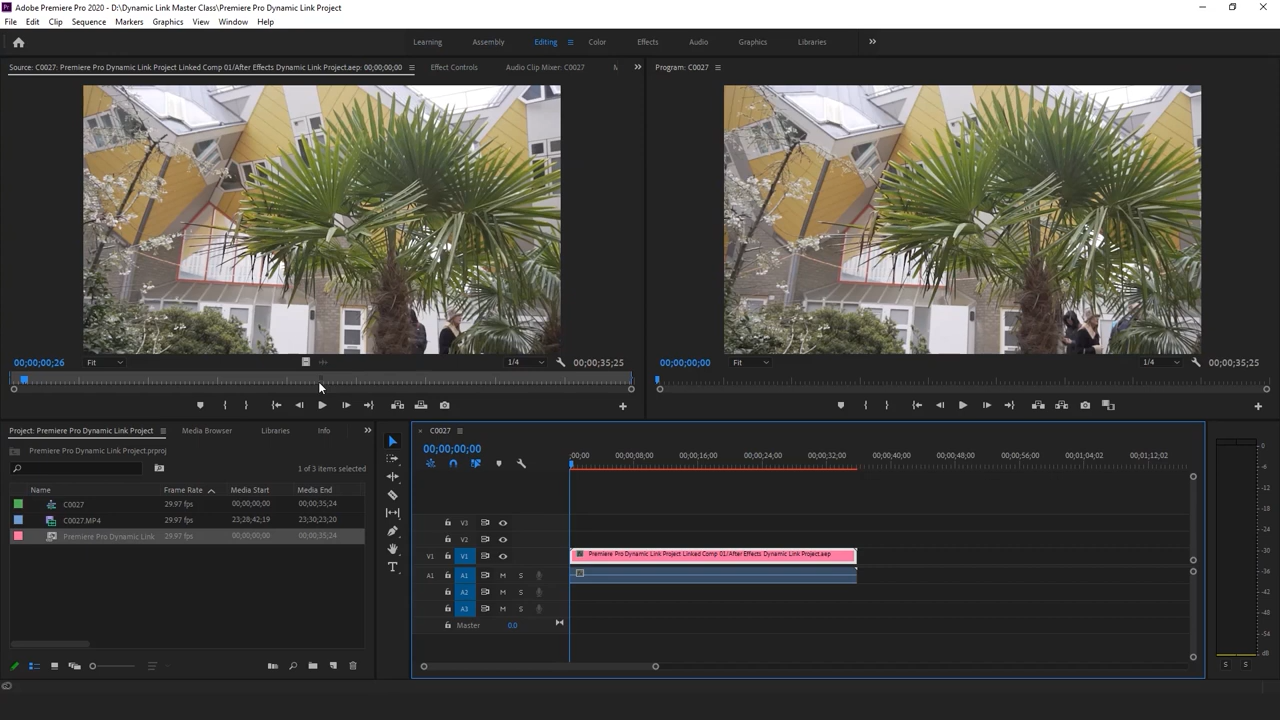 Adobe Premiere Pro 2020 - D:\Dynamic Link Master Class\Premiere Pro Dynamic Link Project
File Edit Clip Sequence Markers Graphics View Window Help
Learning Assembly Editing Color Effects Audio Graphics Libraries
Source: C0027: Premiere Pro Dynamic Link Project Linked Comp 01/After Effects Dynamic Link Project.aep: 00;00;00;00 Effect Controls Audio Clip Mixer: C0027 Program: C0027
00;00;00;26 Fit 1/4 00;00;35;25 00;00;00;00 Fit 1/4 00;00;35;25
Project: Premiere Pro Dynamic Link Project Media Browser Libraries Info
C0027
Premiere Pro Dynamic Link Project.prproj
00;00;00;00
1 of 3 items selected
;00;00 00;00;08;00 00;00;16;00 00;00;24;00 00;00;32;00 00;00;40;00 00;00;48;00 00;00;56;00 00;01;04;02 00;01;12;02
Name Frame Rate Media Start Media End
C0027 29.97 fps 00;00;00;00 00;00;35;24
C0027.MP4 29.97 fps 23;28;42;19 23;30;23;20
Premiere Pro Dynamic Link 29.97 fps 00;00;00;00 00;00;35;24
V3
V2
V1 V1 Premiere Pro Dynamic Link Project Linked Comp 01/After Effects Dynamic Link Project.aep
A1 A1 M S
A2 M S
A3 M S
Master 0.0
0
-6
-12
-18
-24
-30
-36
-42
-48
-54
dB
S S